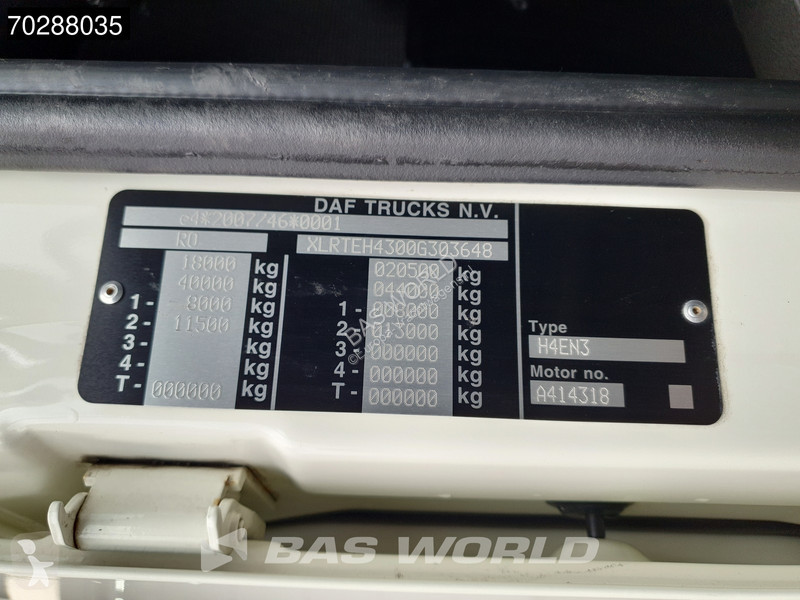 70288035
DAF TRUCKS N.V.
e4*2007/46*0001
RO XLRTEH4300G303648
18000 kg 020500 kg
40000 kg 044000 kg
1- 8000 kg 1- 008000 kg
2- 11500 kg 2- 013000 kg
3- kg 3- 000000 kg
4- kg 4- 000000 kg
T- 000000 kg T- 000000 kg
Type
H4EN3
Motor no.
A414318
BAS WORLD
BAS WORLD